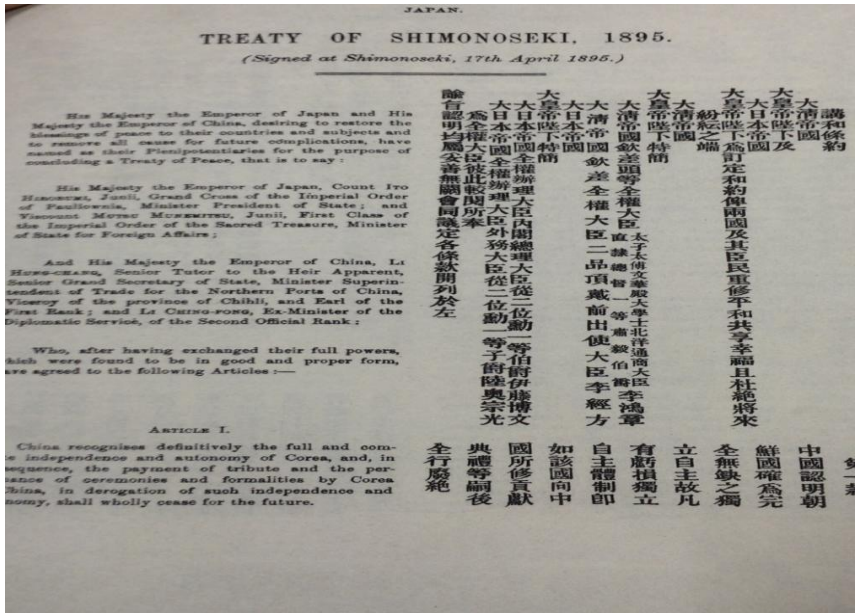 JAPAN.
TREATY OF SHIMONOSEKI, 1895.
(Signed at Shimonoseki, 17th April 1895.)
His Majesty the Emperor of Japan and His
Majesty the Emperor of China, desiring to restore the
blessings of peace to their countries and subjects and
to remove all cause for future complications, have
named as their Plenipotentiaries for the purpose of
concluding a Treaty of Peace, that is to say:
His Majesty the Emperor of Japan, Count ITO
HIROBUMI, Junii, Grand Cross of the Imperial Order
of Paullownia, Minister President of State; and
Viscount MUTSU MUNEMITSU, Junii, First Class of
the Imperial Order of the Sacred Treasure, Minister
of State for Foreign Affairs;
And His Majesty the Emperor of China, LI
HUNG-CHANG, Senior Tutor to the Heir Apparent,
Senior Grand Secretary of State, Minister Superin-
tendent of Trade for the Northern Ports of China,
Viceroy of the province of Chihli, and Earl of the
First Rank; and LI CHING-FONG, Ex-Minister of the
Diplomatic Service, of the Second Official Rank:
Who, after having exchanged their full powers,
which were found to be in good and proper form,
ave agreed to the following Articles:—
ARTICLE I.
China recognises definitively the full and com-
e independence and autonomy of Corea, and, in
sequence, the payment of tribute and the per-
ance of ceremonies and formalities by Corea
China, in derogation of such independence and
nomy, shall wholly cease for the future.
講和條約
大清帝國
大皇帝陛下及
大日本帝國
大皇帝陛下爲訂定和約俾兩國及其臣民重修平和共享幸福且杜絕將來
紛紜之端
大清帝國
大皇帝陛下特簡
大清帝國欽差頭等全權大臣太子太傅文華殿大學士北洋通商大臣直隸總督一等肅毅伯爵李鴻章
大清帝國欽差全權大臣二品頂戴前出使大臣李經方
大日本帝國
大皇帝陛下特簡
大日本帝國全權辦理大臣內閣總理大臣從二位勳一等伯爵伊藤博文
大日本帝國全權辦理大臣外務大臣從二位勳一等子爵陸奧宗光
爲全權大臣彼此較閱所奉
諭旨認明均屬妥善無闕會同議定各條款開列於左
第一款
中國認明朝
鮮國確爲完
全無缺之獨
立自主故凡
有虧損獨立
自主體制即
如該國向中
國所修貢獻
典禮等嗣後
全行廢絕